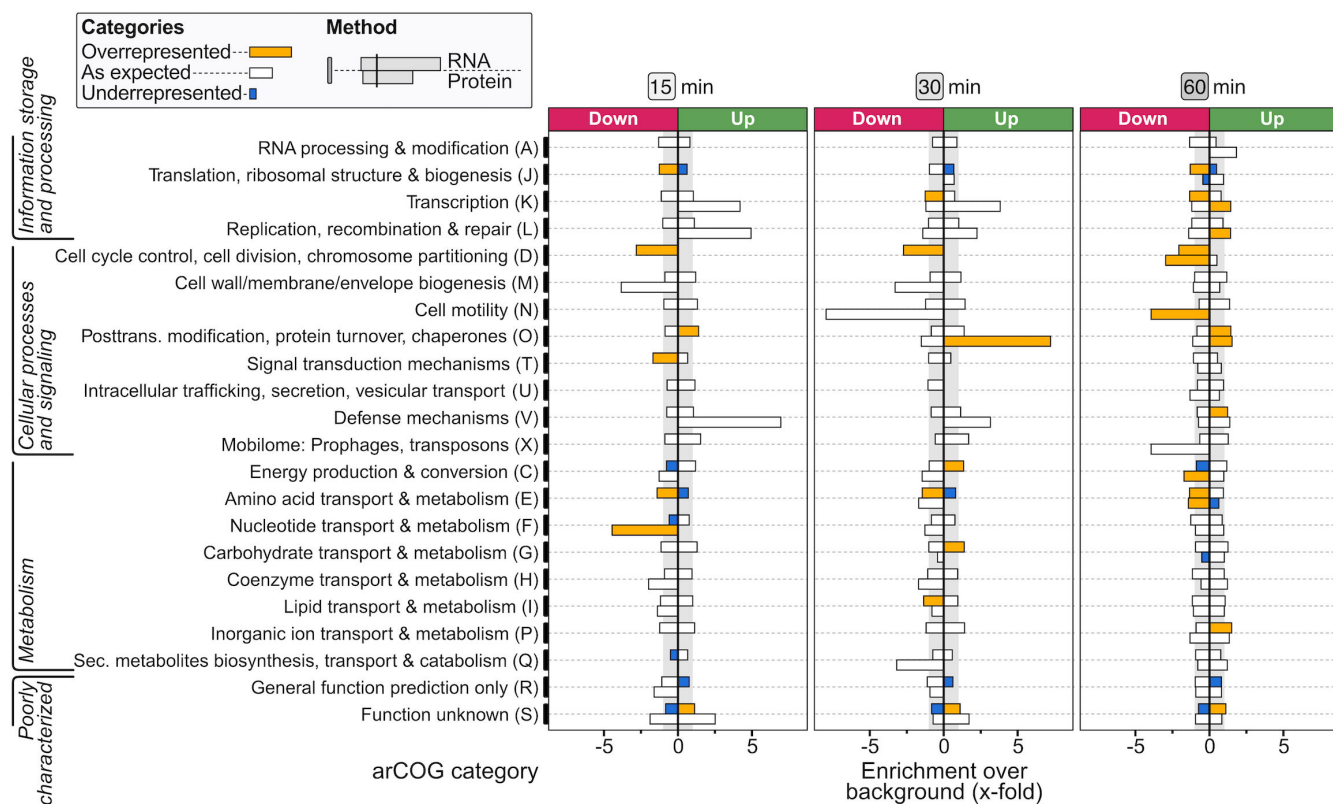 Categories
Overrepresented
As expected
Underrepresented
Method
RNA
Protein
15 min
30 min
60 min
Down
Up
Down
Up
Down
Up
Information storage
and processing
RNA processing & modification (A)
Translation, ribosomal structure & biogenesis (J)
Transcription (K)
Replication, recombination & repair (L)
Cellular processes
and signaling
Cell cycle control, cell division, chromosome partitioning (D)
Cell wall/membrane/envelope biogenesis (M)
Cell motility (N)
Posttrans. modification, protein turnover, chaperones (O)
Signal transduction mechanisms (T)
Intracellular trafficking, secretion, vesicular transport (U)
Defense mechanisms (V)
Mobilome: Prophages, transposons (X)
Metabolism
Energy production & conversion (C)
Amino acid transport & metabolism (E)
Nucleotide transport & metabolism (F)
Carbohydrate transport & metabolism (G)
Coenzyme transport & metabolism (H)
Lipid transport & metabolism (I)
Inorganic ion transport & metabolism (P)
Sec. metabolites biosynthesis, transport & catabolism (Q)
Poorly
characterized
General function prediction only (R)
Function unknown (S)
-5 0 5
-5 0 5
-5 0 5
arCOG category
Enrichment over
background (x-fold)